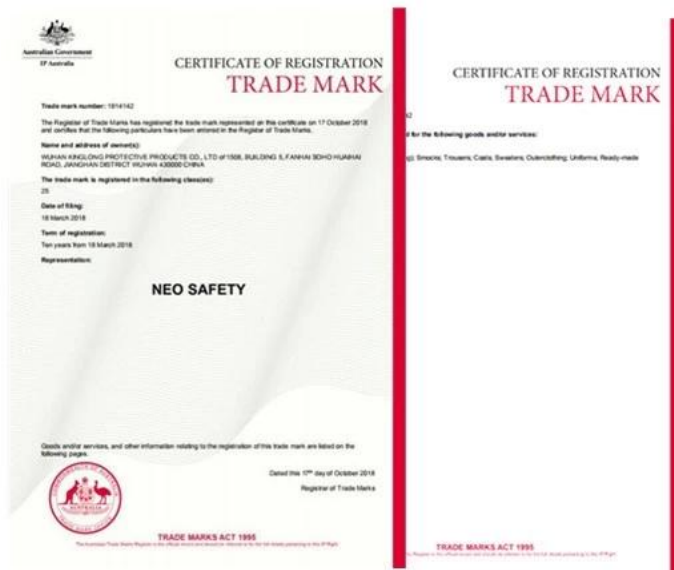 Australian Government
IP Australia
CERTIFICATE OF REGISTRATION
TRADE MARK
Trade mark number: 1914142
The Register of Trade Marks has registered the trade mark represented on this certificate on 17 October 2018
and certifies that the following particulars have been entered in the Register of Trade Marks.
Name and address of owner(s):
WUHAN KINGLONG PROTECTIVE PRODUCTS CO., LTD of 1508, BUILDING 5, FANHAI SOHO HUAIHAI
ROAD, JIANGHAN DISTRICT WUHAN 430000 CHINA
The trade mark is registered in the following class(es):
25
Date of filing:
18 March 2018
Term of registration:
Ten years from 18 March 2018
Representation:
NEO SAFETY
Goods and/or services, and other information relating to the registration of this trade mark are listed on the
following pages.
Dated this 17th day of October 2018
Registrar of Trade Marks
AUSTRALIA
TRADE MARKS ACT 1995
CERTIFICATE OF REGISTRATION
TRADE MARK
for the following goods and/or services:
Smocks; Trousers; Coats; Sweaters; Outerclothing; Uniforms; Ready-made
TRADE MARKS ACT 1995